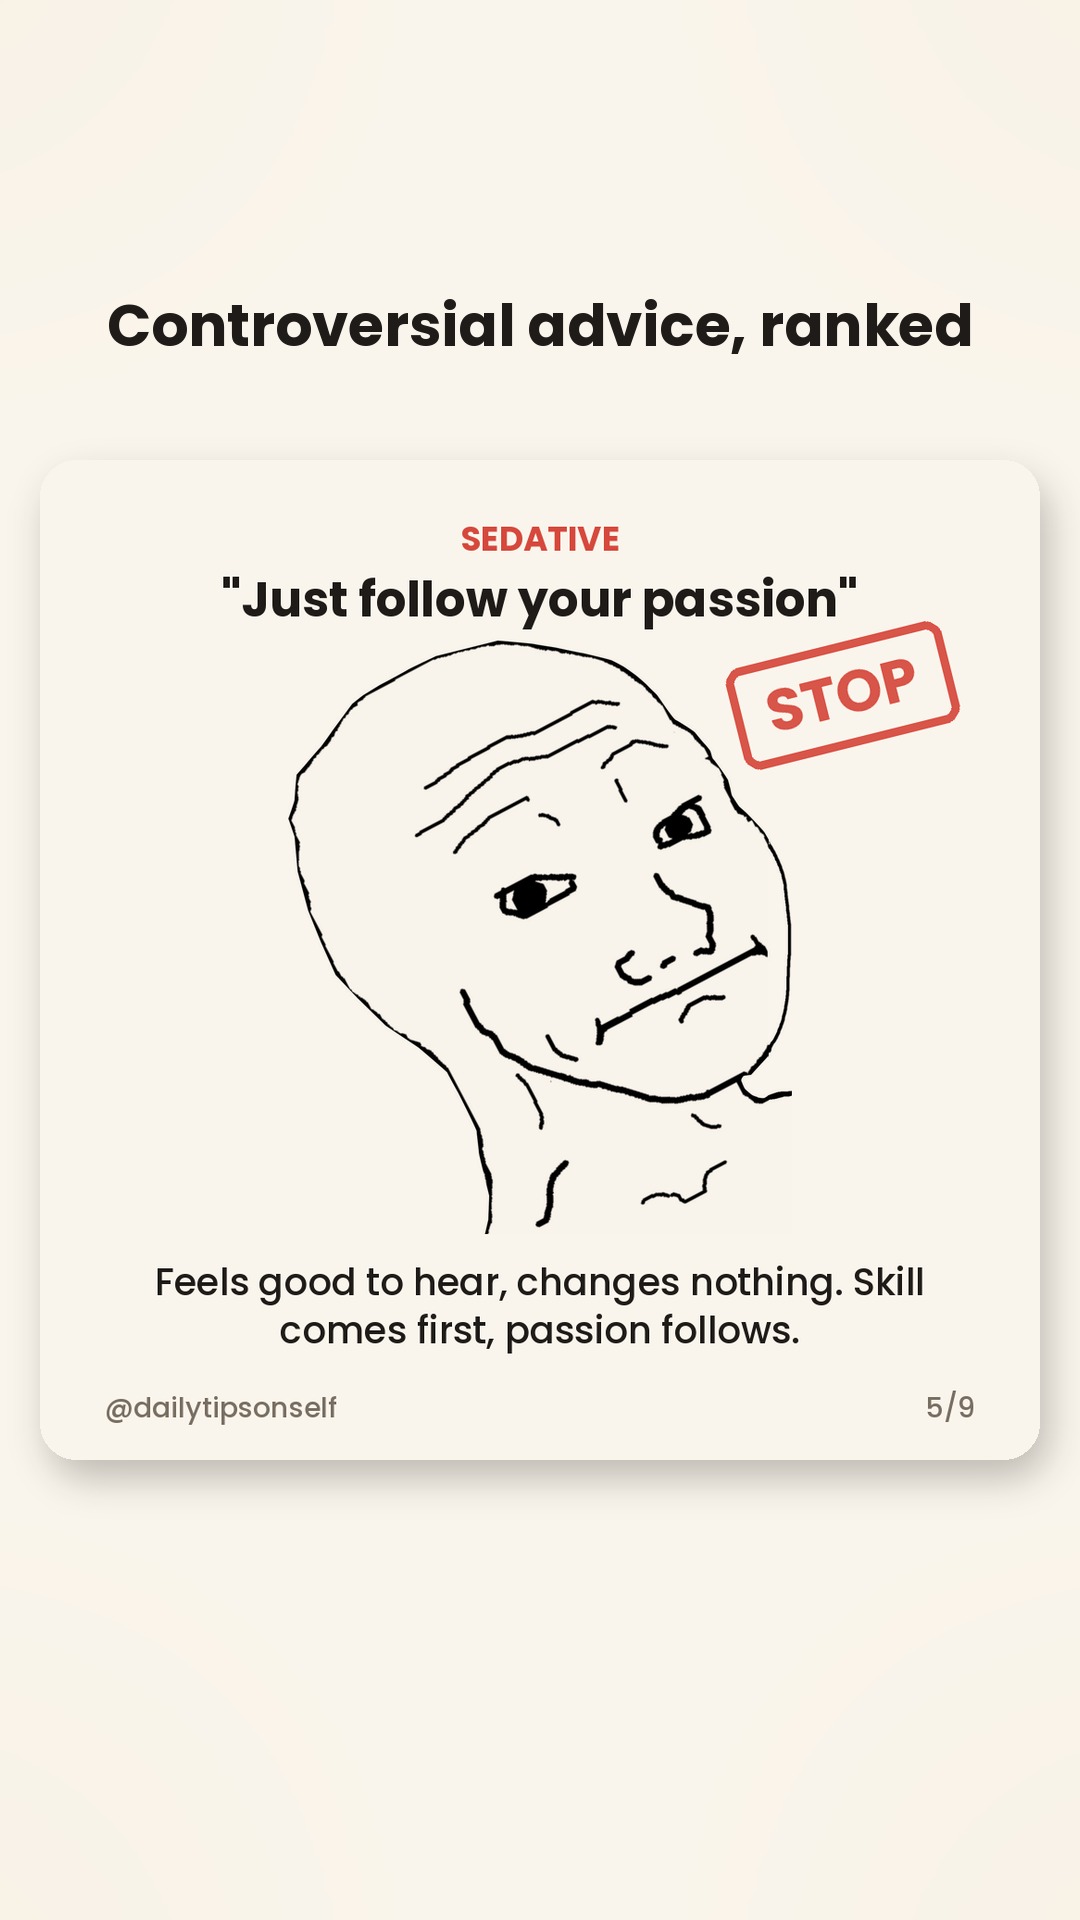 Controversial advice, ranked
SEDATIVE
"Just follow your passion"
STOP
Feels good to hear, changes nothing. Skill
comes first, passion follows.
@dailytipsonself
5/9